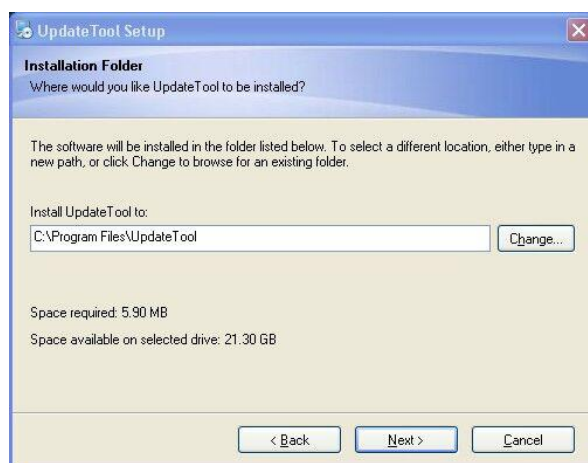 UpdateTool Setup
Installation Folder
Where would you like UpdateTool to be installed?
The software will be installed in the folder listed below. To select a different location, either type in a
new path, or click Change to browse for an existing folder.
Install UpdateTool to:
C:\Program Files\UpdateTool
Change...
Space required: 5.90 MB
Space available on selected drive: 21.30 GB
< Back
Next >
Cancel